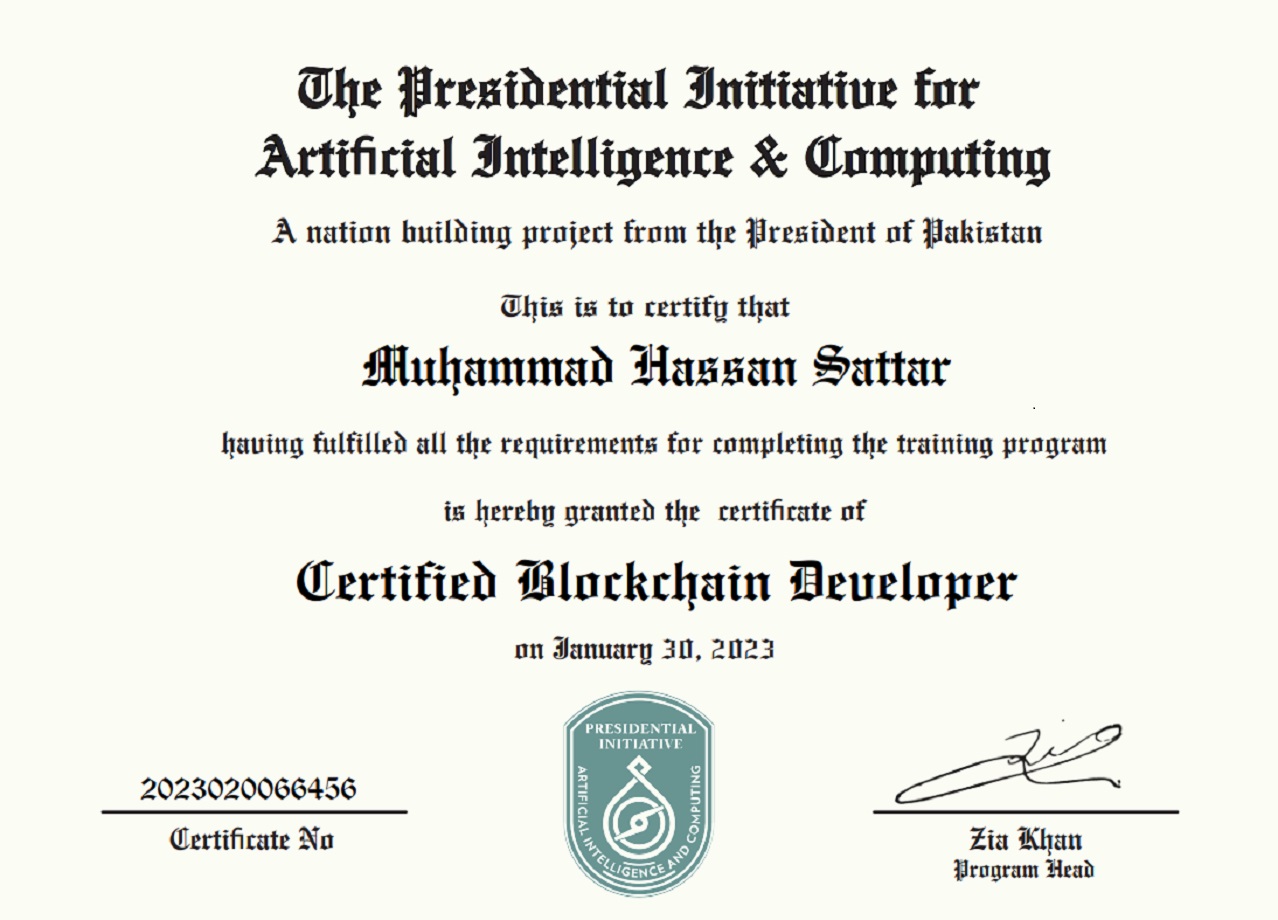 The Presidential Initiative for
Artificial Intelligence & Computing
A nation building project from the President of Pakistan
This is to certify that
Muhammad Hassan Sattar
having fulfilled all the requirements for completing the training program
is hereby granted the certificate of
Certified Blockchain Developer
on January 30, 2023
PRESIDENTIAL
INITIATIVE
ARTIFICIAL INTELLIGENCE AND COMPUTING
2023020066456
Certificate No
Zia
Zia Khan
Program Head